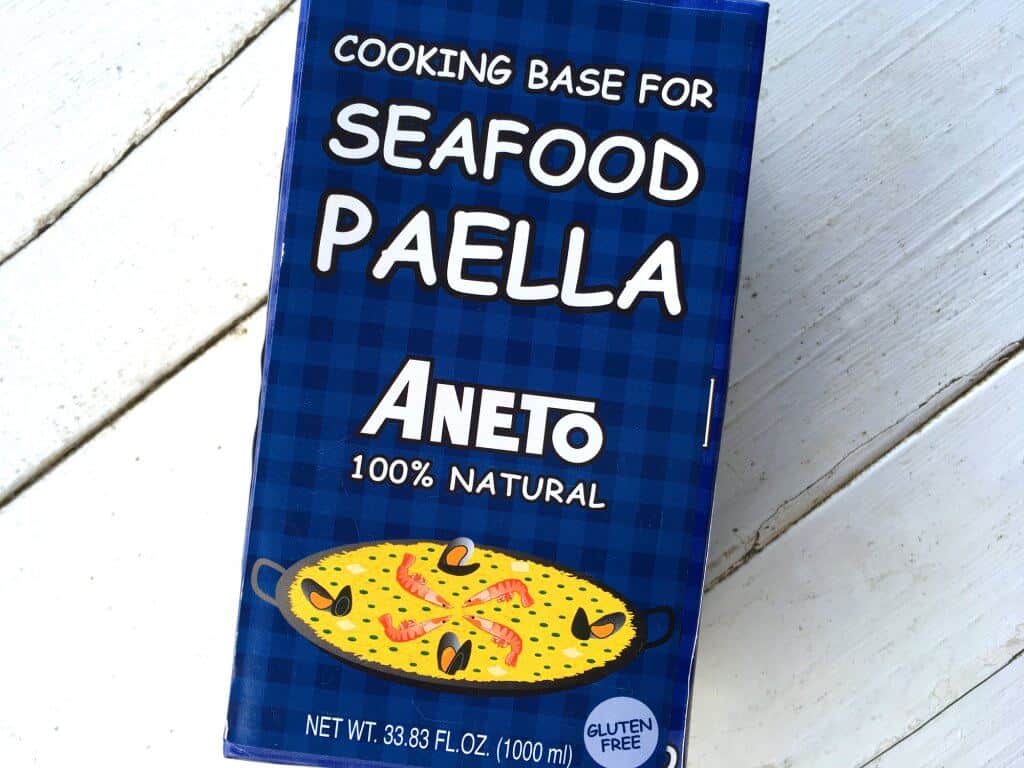 COOKING BASE FOR
SEAFOOD
PAELLA
ANETO
100% NATURAL
NET WT. 33.83 FL.OZ. (1000 ml)
GLUTEN
FREE